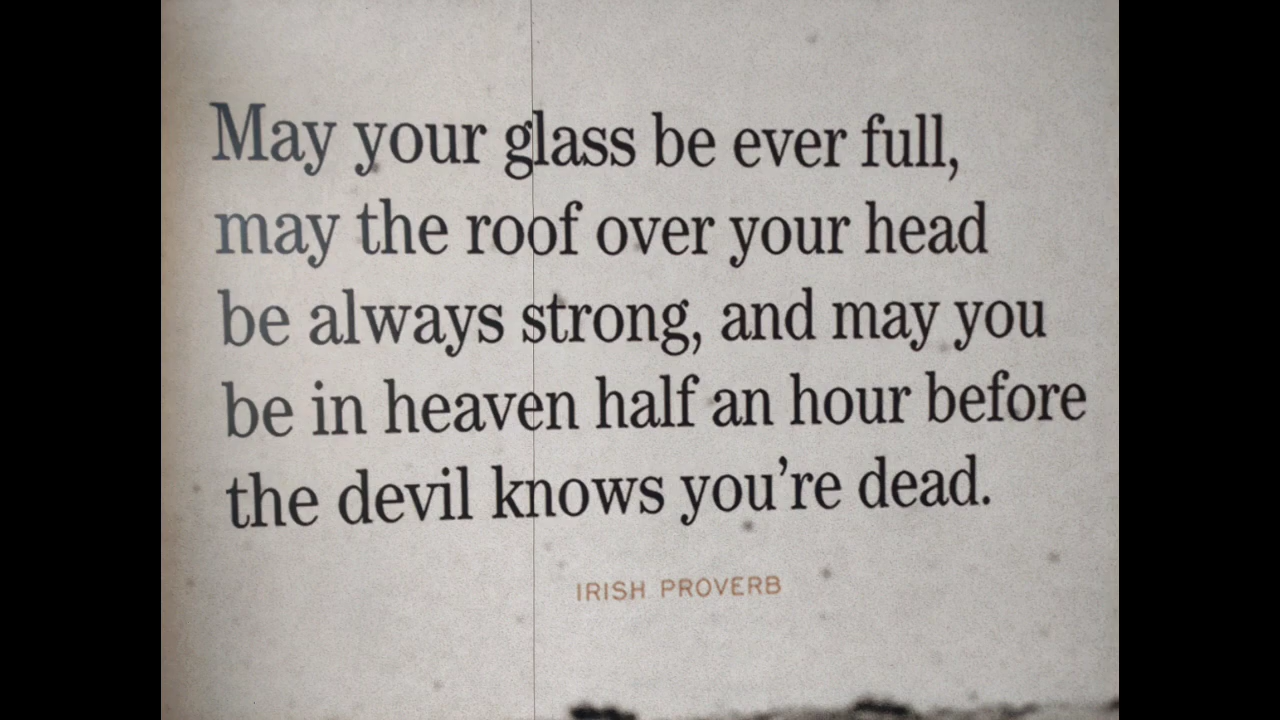 May your glass be ever full,
may the roof over your head
be always strong, and may you
be in heaven half an hour before
the devil knows you’re dead.
IRISH PROVERB